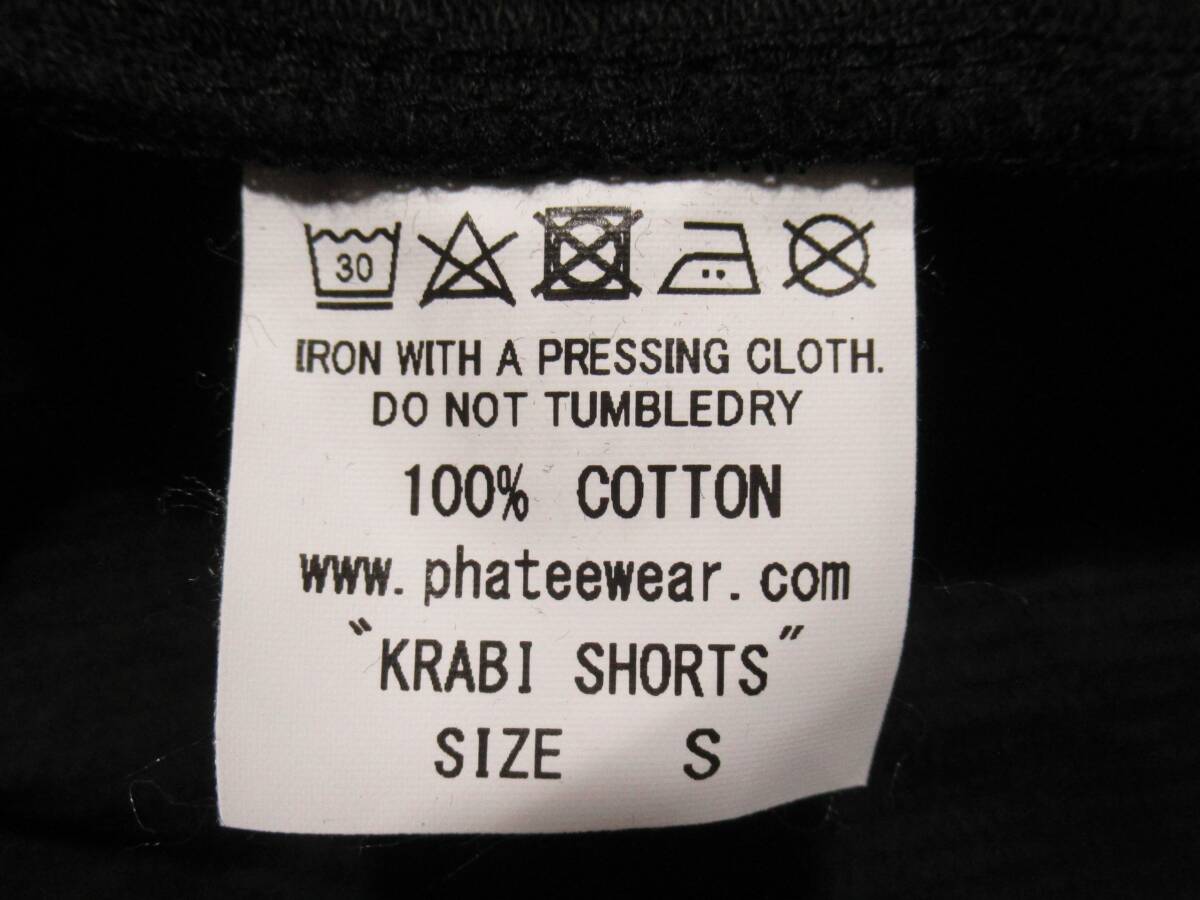 30
IRON WITH A PRESSING CLOTH.
DO NOT TUMBLEDRY
100% COTTON
www.phateewear.com
"KRABI SHORTS"
SIZE S